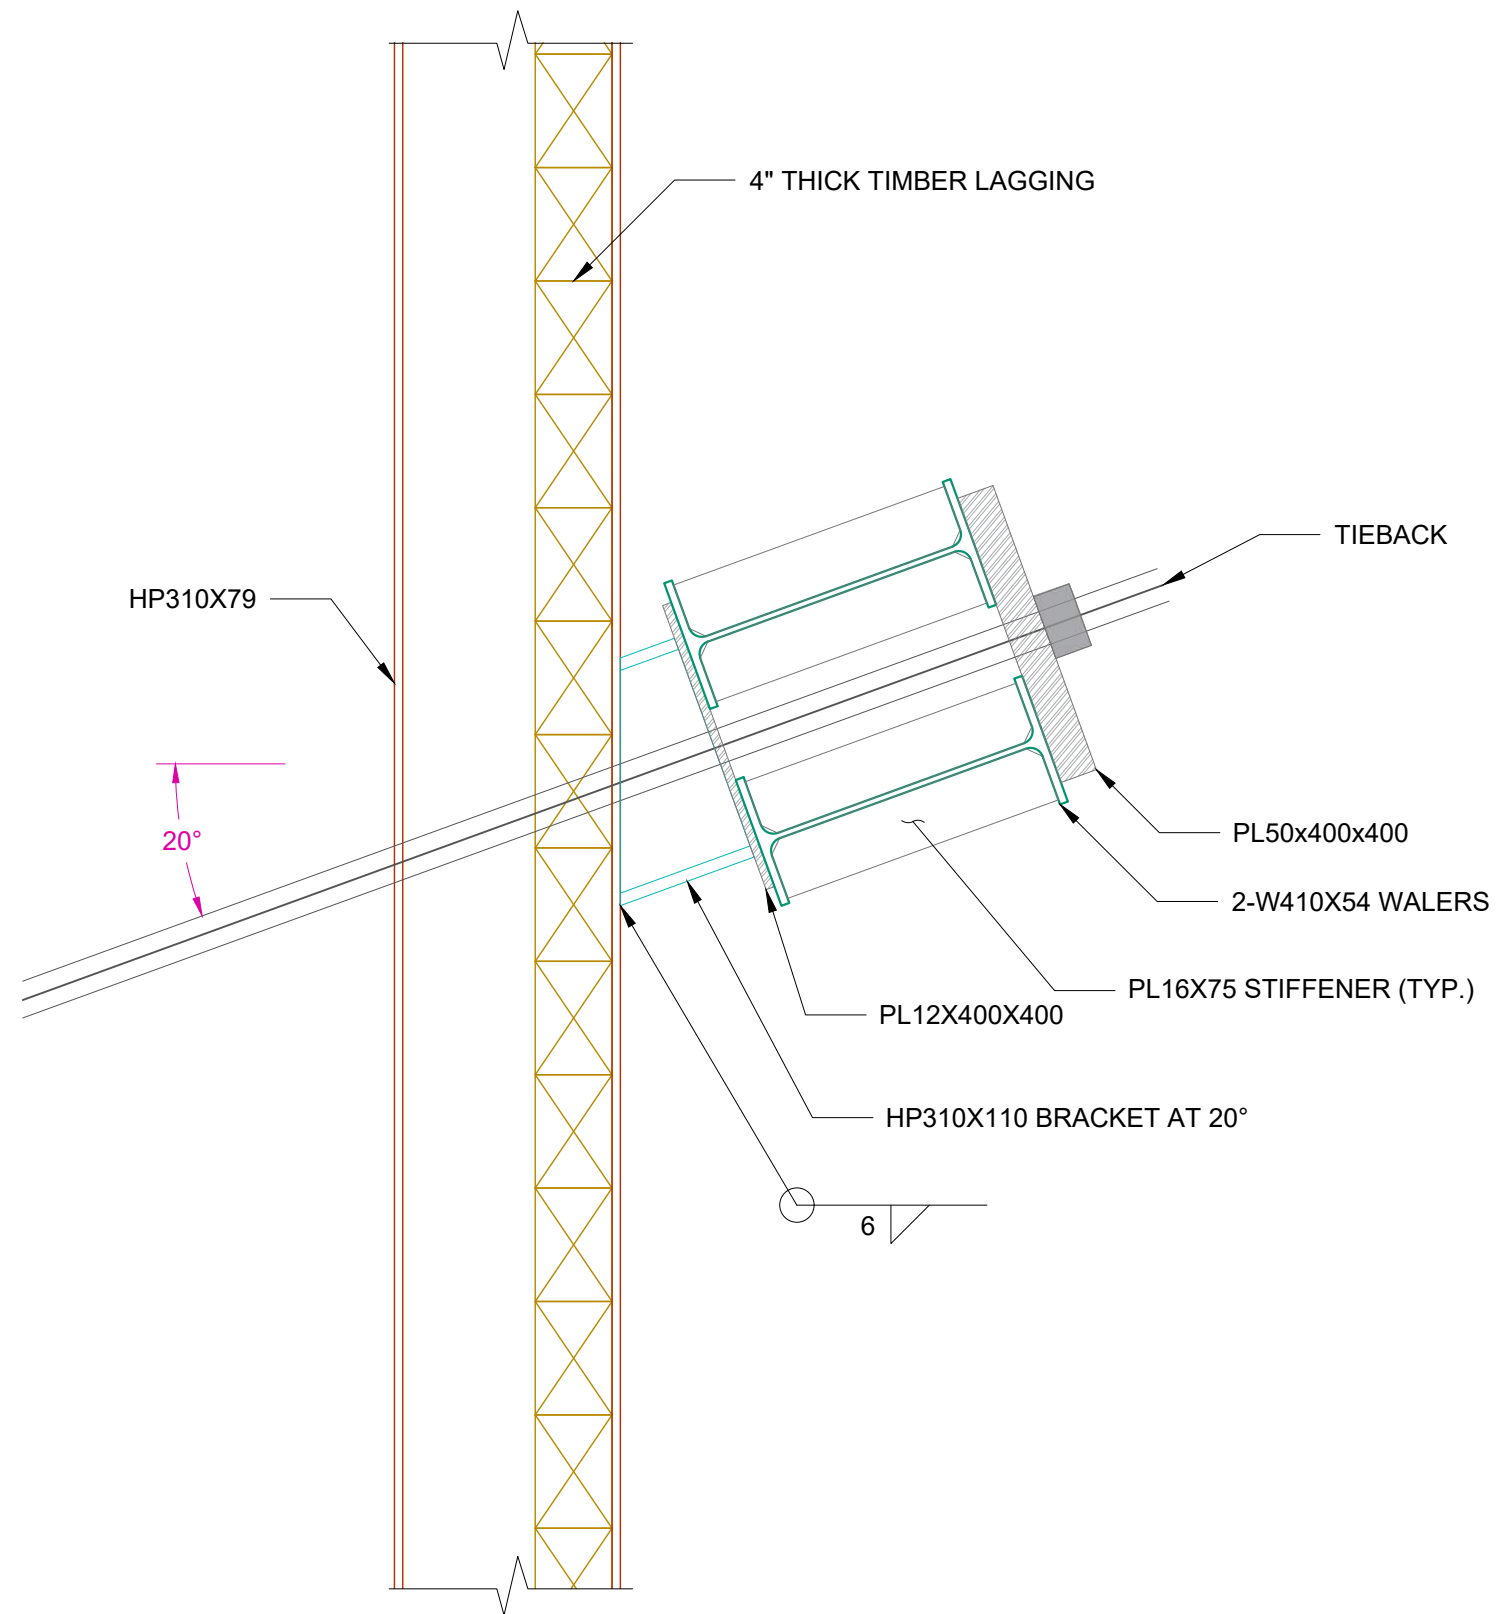 4" THICK TIMBER LAGGING
TIEBACK
HP310X79
20°
PL50x400x400
2-W410X54 WALERS
PL16X75 STIFFENER (TYP.)
PL12X400X400
HP310X110 BRACKET AT 20°
6